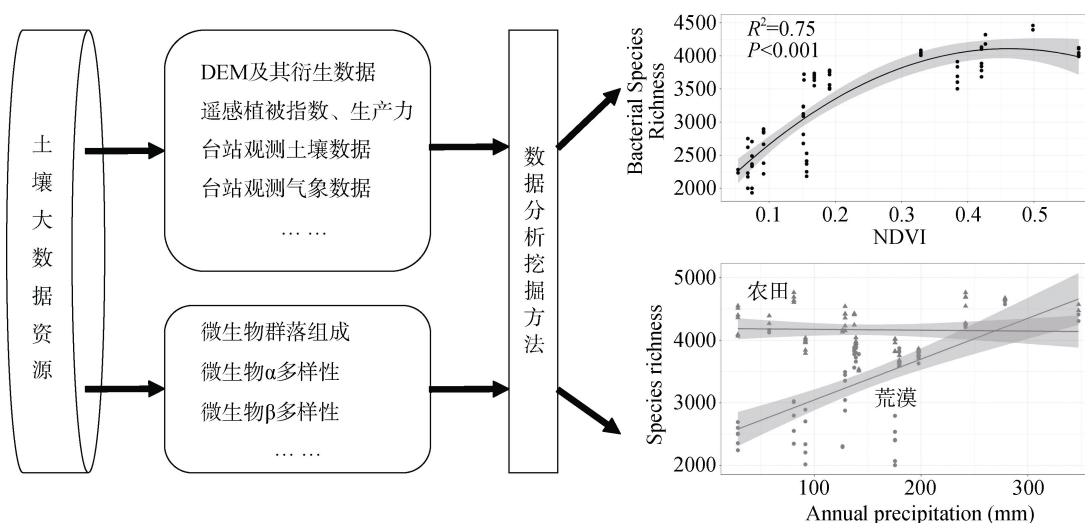 土壤大数据资源
DEM及其衍生数据
遥感植被指数、生产力
台站观测土壤数据
台站观测气象数据
… …
微生物群落组成
微生物α多样性
微生物β多样性
… …
数据分析挖掘方法
R²=0.75
P<0.001
Bacterial Species
Richness
4500
4000
3500
3000
2500
2000
0.1 0.2 0.3 0.4 0.5
NDVI
农田
荒漠
Species richness
5000
4000
3000
2000
100 200 300
Annual precipitation (mm)